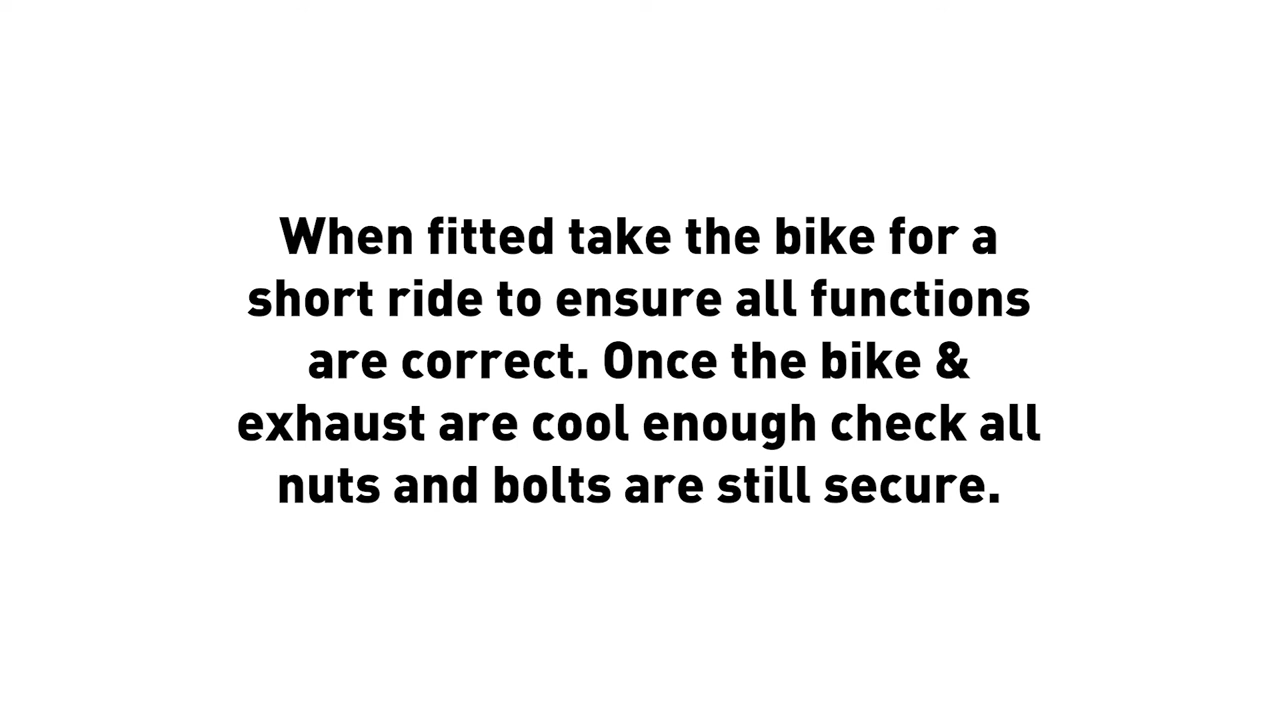 When fitted take the bike for a
short ride to ensure all functions
are correct. Once the bike &
exhaust are cool enough check all
nuts and bolts are still secure.